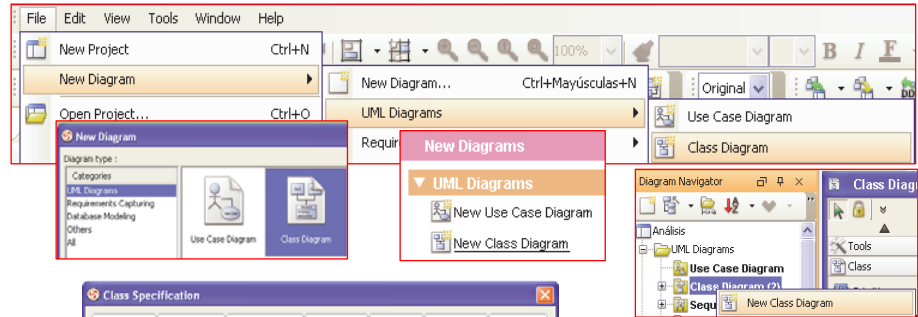 File Edit View Tools Window Help
New Project Ctrl+N
100%
B I F
New Diagram
New Diagram... Ctrl+Mayúsculas+N
Original
Open Project... Ctrl+O
UML Diagrams
Use Case Diagram
Class Diagram
New Diagram
Diagram type :
Categories
UML Diagrams
Requirements Capturing
Database Modeling
Others
All
Use Case Diagram
Class Diagram
New Diagrams
UML Diagrams
New Use Case Diagram
New Class Diagram
Diagram Navigator
Análisis
UML Diagrams
Use Case Diagram
Class Diagram (2)
New Class Diagram
Tools
Class
Class Specification